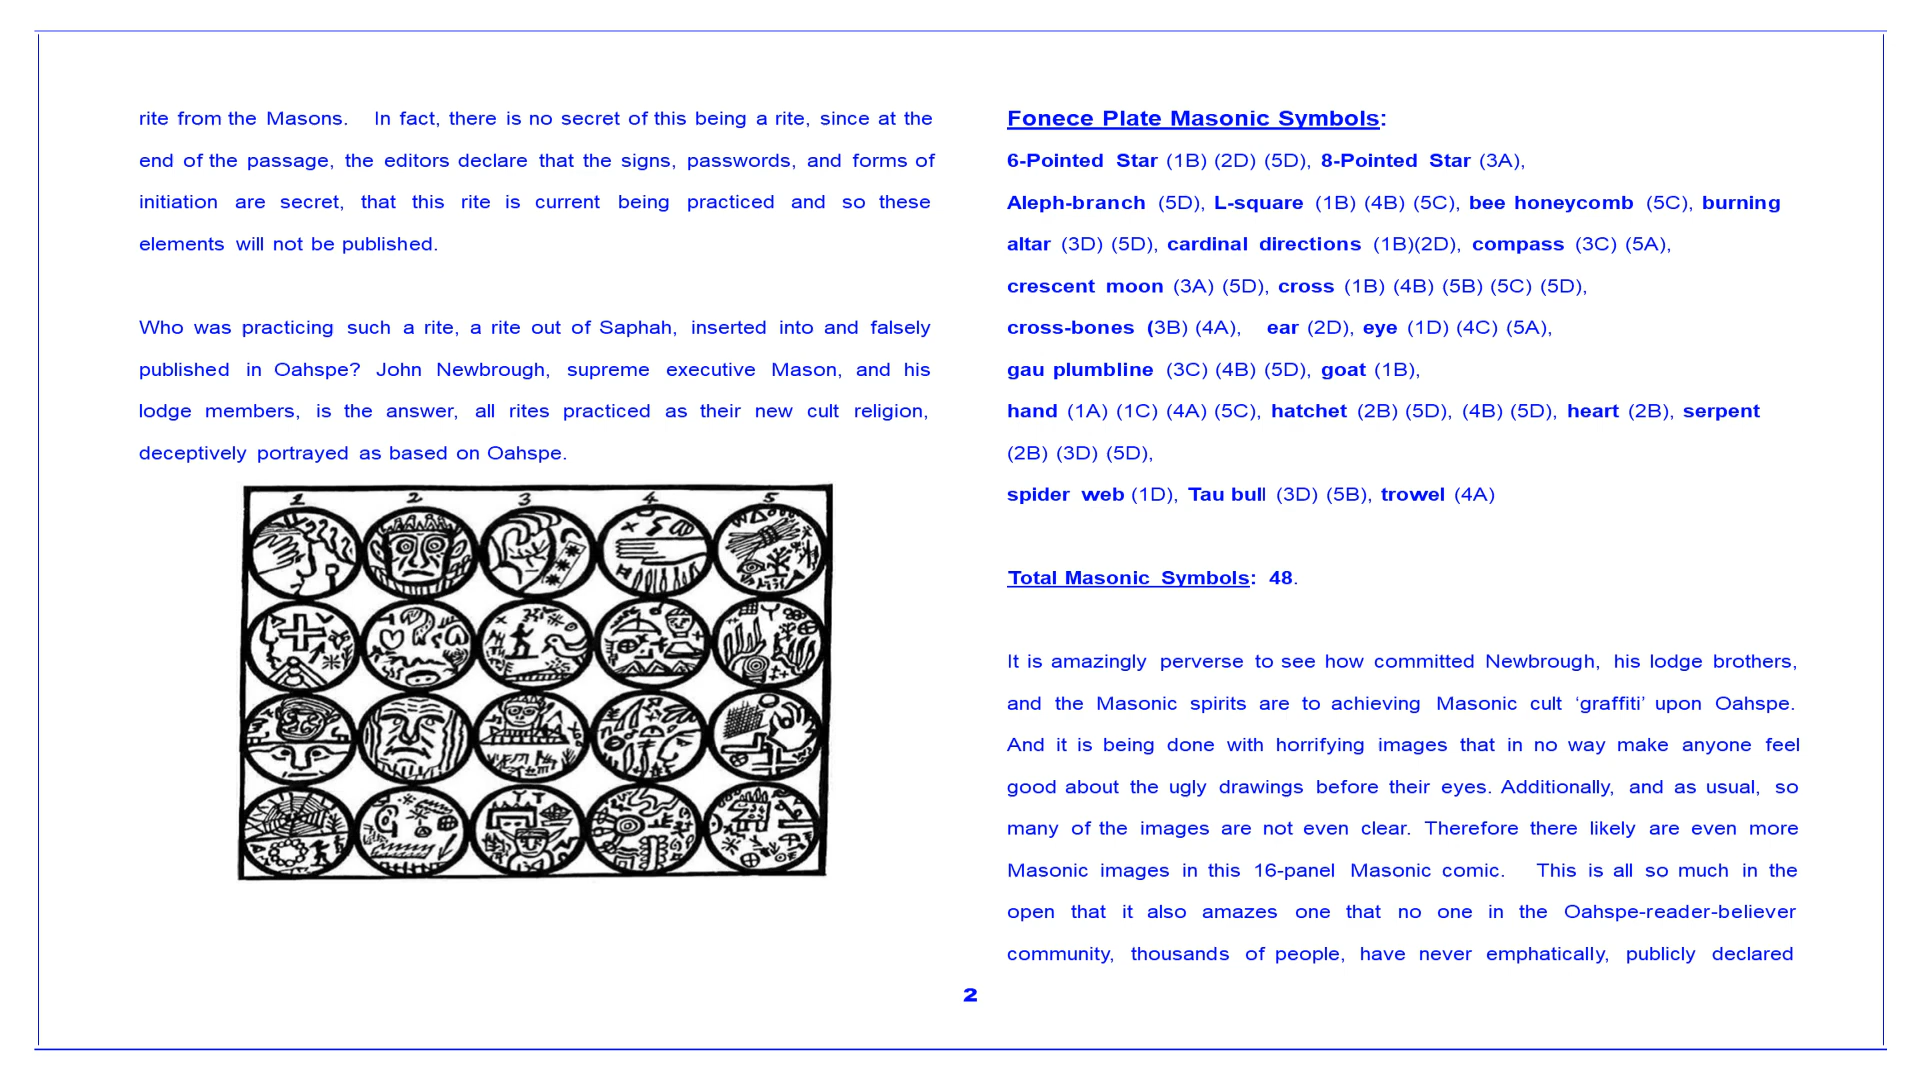 rite from the Masons. In fact, there is no secret of this being a rite, since at the
end of the passage, the editors declare that the signs, passwords, and forms of
initiation are secret, that this rite is current being practiced and so these
elements will not be published.
Who was practicing such a rite, a rite out of Saphah, inserted into and falsely
published in Oahspe? John Newbrough, supreme executive Mason, and his
lodge members, is the answer, all rites practiced as their new cult religion,
deceptively portrayed as based on Oahspe.
1 2 3 4 5
Fonece Plate Masonic Symbols:
6-Pointed Star (1B) (2D) (5D), 8-Pointed Star (3A),
Aleph-branch (5D), L-square (1B) (4B) (5C), bee honeycomb (5C), burning
altar (3D) (5D), cardinal directions (1B)(2D), compass (3C) (5A),
crescent moon (3A) (5D), cross (1B) (4B) (5B) (5C) (5D),
cross-bones (3B) (4A), ear (2D), eye (1D) (4C) (5A),
gau plumbline (3C) (4B) (5D), goat (1B),
hand (1A) (1C) (4A) (5C), hatchet (2B) (5D), (4B) (5D), heart (2B), serpent
(2B) (3D) (5D),
spider web (1D), Tau bull (3D) (5B), trowel (4A)
Total Masonic Symbols: 48.
It is amazingly perverse to see how committed Newbrough, his lodge brothers,
and the Masonic spirits are to achieving Masonic cult ‘graffiti’ upon Oahspe.
And it is being done with horrifying images that in no way make anyone feel
good about the ugly drawings before their eyes. Additionally, and as usual, so
many of the images are not even clear. Therefore there likely are even more
Masonic images in this 16-panel Masonic comic. This is all so much in the
open that it also amazes one that no one in the Oahspe-reader-believer
community, thousands of people, have never emphatically, publicly declared
2